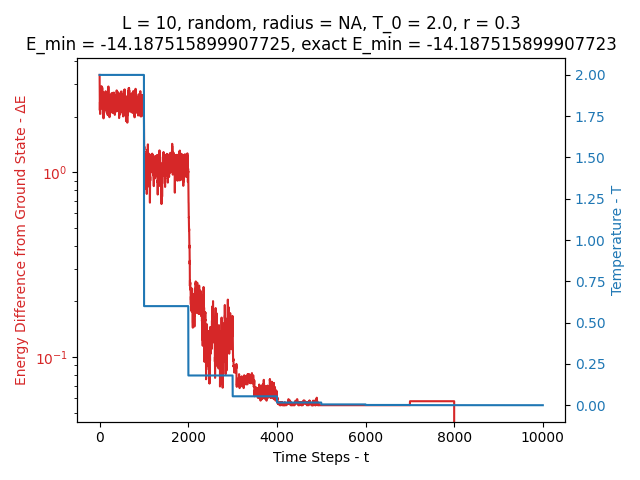 L = 10, random, radius = NA, T_0 = 2.0, r = 0.3
E_min = -14.187515899907725, exact E_min = -14.187515899907723
Energy Difference from Ground State - ΔE
10⁰
10⁻¹
2.00
1.75
1.50
1.25
1.00
0.75
0.50
0.25
0.00
Temperature - T
0 2000 4000 6000 8000 10000
Time Steps - t